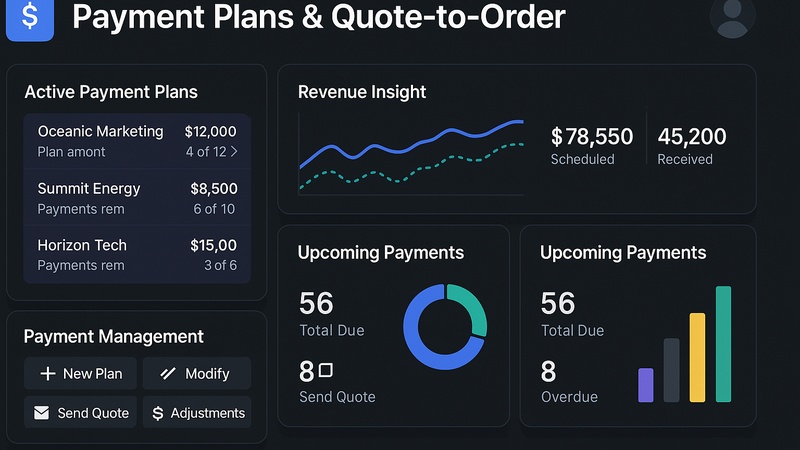 $ Payment Plans & Quote-to-Order
Active Payment Plans
Oceanic Marketing $12,000
Plan amont 4 of 12 >
Summit Energy $8,500
Payments rem 6 of 10
Horizon Tech $15,00
Payments rem 3 of 6
Payment Management
+ New Plan
Modify
Send Quote
$ Adjustments
Revenue Insight
$78,550
Scheduled
45,200
Received
Upcoming Payments
56
Total Due
8
Send Quote
Upcoming Payments
56
Total Due
8
Overdue